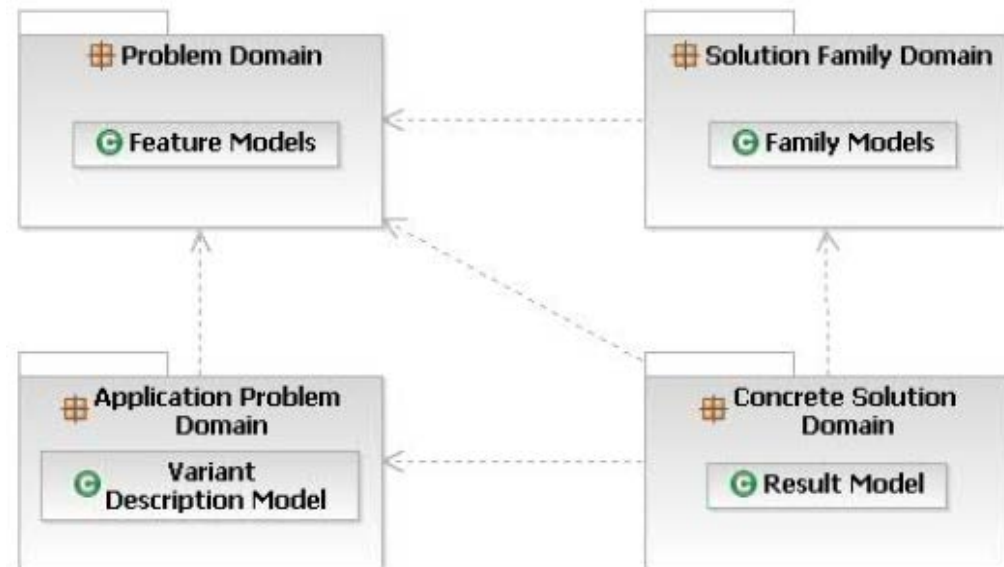 Problem Domain
Feature Models
Solution Family Domain
Family Models
Application Problem
Domain
Variant
Description Model
Concrete Solution
Domain
Result Model